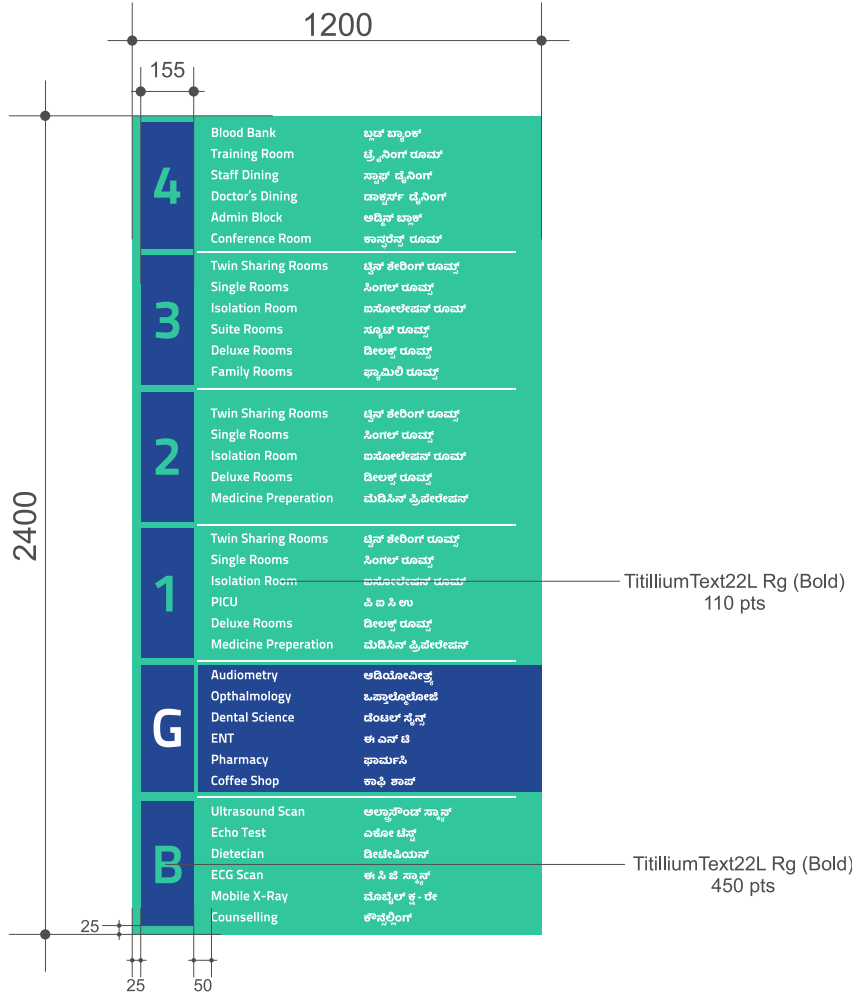 1200
155
2400
4
Blood Bank ಬ್ಲಡ್ ಬ್ಯಾಂಕ್
Training Room ಟ್ರೈನಿಂಗ್ ರೂಮ್
Staff Dining ಸ್ಟಾಫ್ ಡೈನಿಂಗ್
Doctor's Dining ಡಾಕ್ಟರ್ಸ್ ಡೈನಿಂಗ್
Admin Block ಅಡ್ಮಿನ್ ಬ್ಲಾಕ್
Conference Room ಕಾನ್ಫರೆನ್ಸ್ ರೂಮ್
3
Twin Sharing Rooms ಟ್ವಿನ್ ಶೇರಿಂಗ್ ರೂಮ್ಸ್
Single Rooms ಸಿಂಗಲ್ ರೂಮ್ಸ್
Isolation Room ಐಸೋಲೇಷನ್ ರೂಮ್
Suite Rooms ಸ್ಯೂಟ್ ರೂಮ್ಸ್
Deluxe Rooms ಡೀಲಕ್ಸ್ ರೂಮ್ಸ್
Family Rooms ಫ್ಯಾಮಿಲಿ ರೂಮ್ಸ್
2
Twin Sharing Rooms ಟ್ವಿನ್ ಶೇರಿಂಗ್ ರೂಮ್ಸ್
Single Rooms ಸಿಂಗಲ್ ರೂಮ್ಸ್
Isolation Room ಐಸೋಲೇಷನ್ ರೂಮ್
Deluxe Rooms ಡೀಲಕ್ಸ್ ರೂಮ್ಸ್
Medicine Preperation ಮೆಡಿಸಿನ್ ಪ್ರಿಪೇರೇಷನ್
1
Twin Sharing Rooms ಟ್ವಿನ್ ಶೇರಿಂಗ್ ರೂಮ್ಸ್
Single Rooms ಸಿಂಗಲ್ ರೂಮ್ಸ್
Isolation Room ಐಸೋಲೇಷನ್ ರೂಮ್
PICU ಪಿ ಐ ಸಿ ಉ
Deluxe Rooms ಡೀಲಕ್ಸ್ ರೂಮ್ಸ್
Medicine Preperation ಮೆಡಿಸಿನ್ ಪ್ರಿಪೇರೇಷನ್
TitilliumText22L Rg (Bold)
110 pts
G
Audiometry
Opthalmology
Dental Science ಡೆಂಟಲ್ ಸೈನ್ಸ್
ENT ಈ ಎನ್ ಟಿ
Pharmacy ಫಾರ್ಮಸಿ
Coffee Shop ಕಾಫಿ ಶಾಪ್
B
Ultrasound Scan ಅಲ್ಟ್ರಾಸೌಂಡ್ ಸ್ಕ್ಯಾನ್
Echo Test ಎಕೋ ಟೆಸ್ಟ್
Dietecian ಡೀಟೇಷಿಯನ್
ECG Scan ಈ ಸಿ ಜಿ ಸ್ಕ್ಯಾನ್
Mobile X-Ray ಮೊಬೈಲ್ ಕ್ಷ - ರೇ
Counselling ಕೌನ್ಸೆಲ್ಲಿಂಗ್
TitilliumText22L Rg (Bold)
450 pts
25
25
50